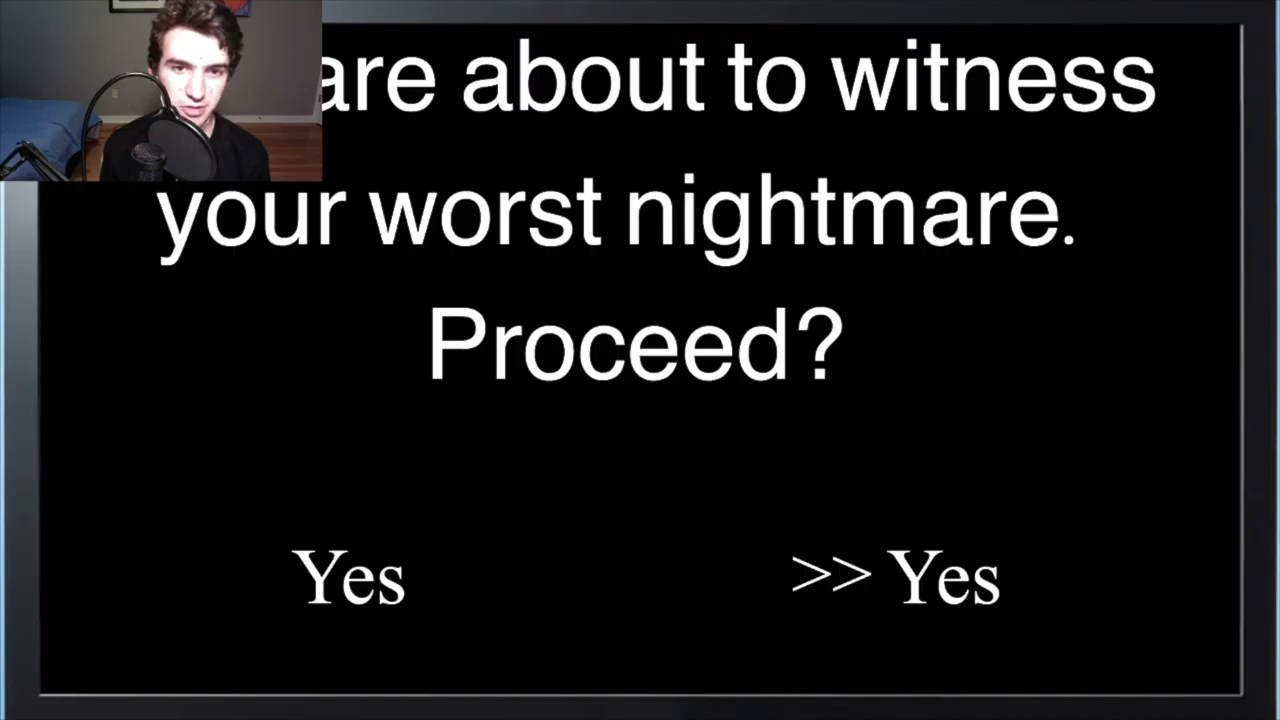 are about to witness
your worst nightmare.
Proceed?
Yes >> Yes